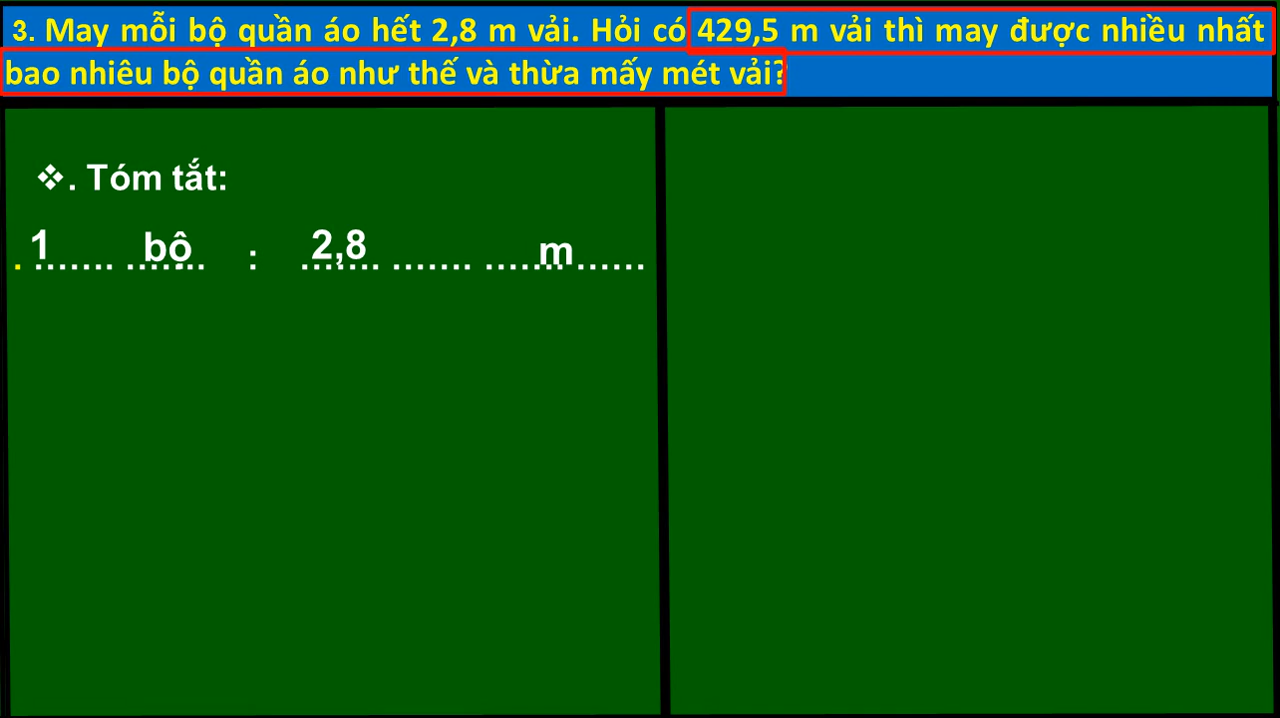 3. May mỗi bộ quần áo hết 2,8 m vải. Hỏi có 429,5 m vải thì may được nhiều nhất
bao nhiêu bộ quần áo như thế và thừa mấy mét vải?
❖. Tóm tắt:
. 1 ....... bộ ....... : 2,8 ....... ....... ....... m ......